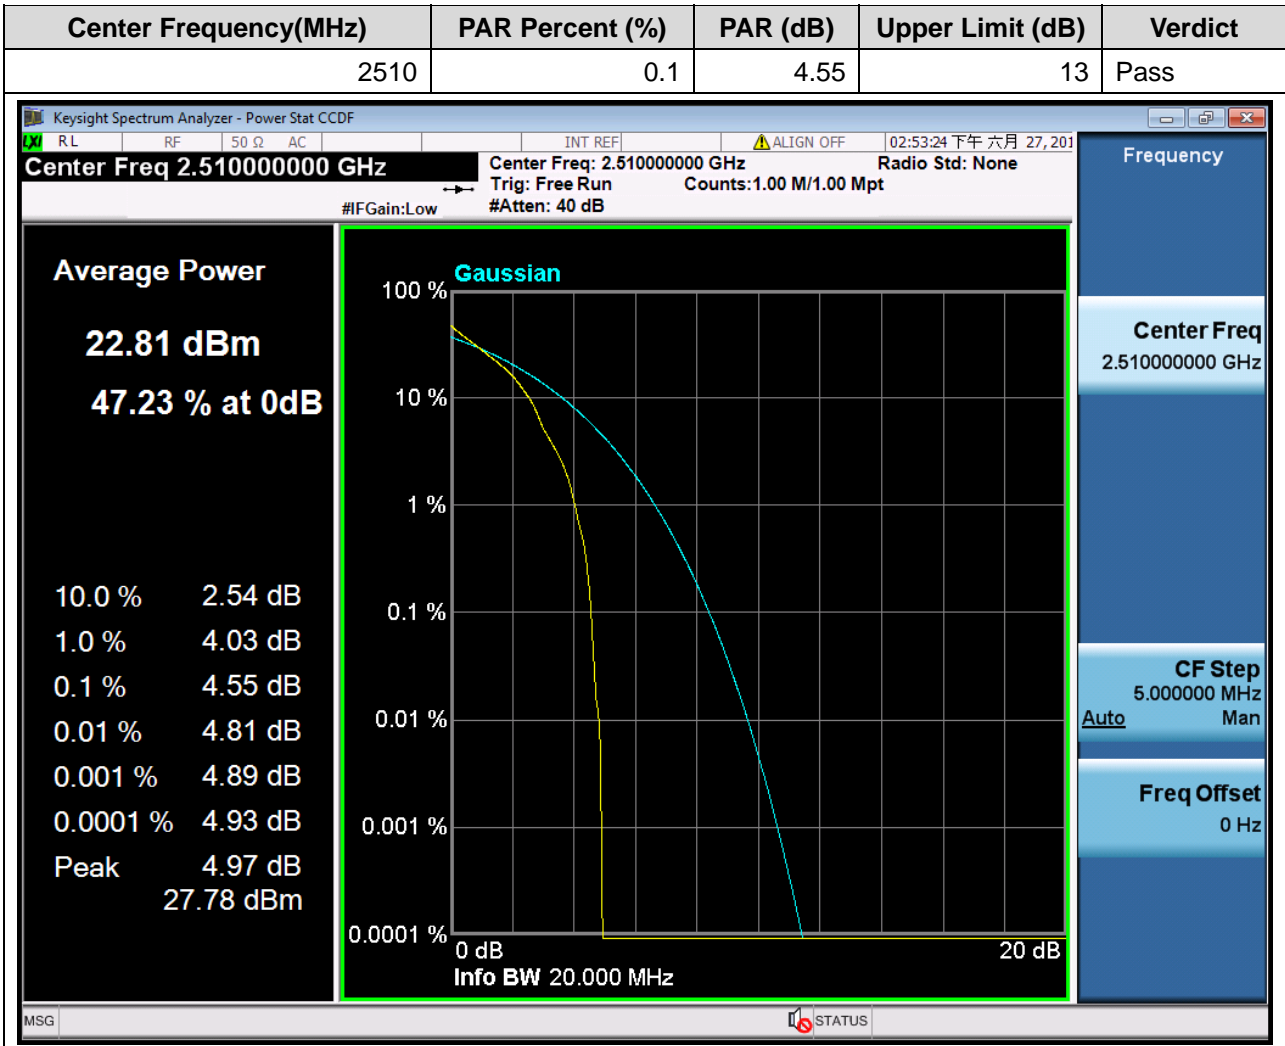 Center Frequency(MHz) PAR Percent (%) PAR (dB) Upper Limit (dB) Verdict
2510 0.1 4.55 13 Pass
Keysight Spectrum Analyzer - Power Stat CCDF
LXI RL RF 50 Ω AC INT REF ALIGN OFF 02:53:24 下午 六月 27, 201
Center Freq 2.510000000 GHz
#IFGain:Low
Center Freq: 2.510000000 GHz Radio Std: None
Trig: Free Run Counts:1.00 M/1.00 Mpt
#Atten: 40 dB
Average Power
22.81 dBm
47.23 % at 0dB
10.0 % 2.54 dB
1.0 % 4.03 dB
0.1 % 4.55 dB
0.01 % 4.81 dB
0.001 % 4.89 dB
0.0001 % 4.93 dB
Peak 4.97 dB
27.78 dBm
Gaussian
100 %
10 %
1 %
0.1 %
0.01 %
0.001 %
0.0001 %
0 dB 20 dB
Info BW 20.000 MHz
Frequency
Center Freq
2.510000000 GHz
CF Step
5.000000 MHz
Auto Man
Freq Offset
0 Hz
MSG STATUS